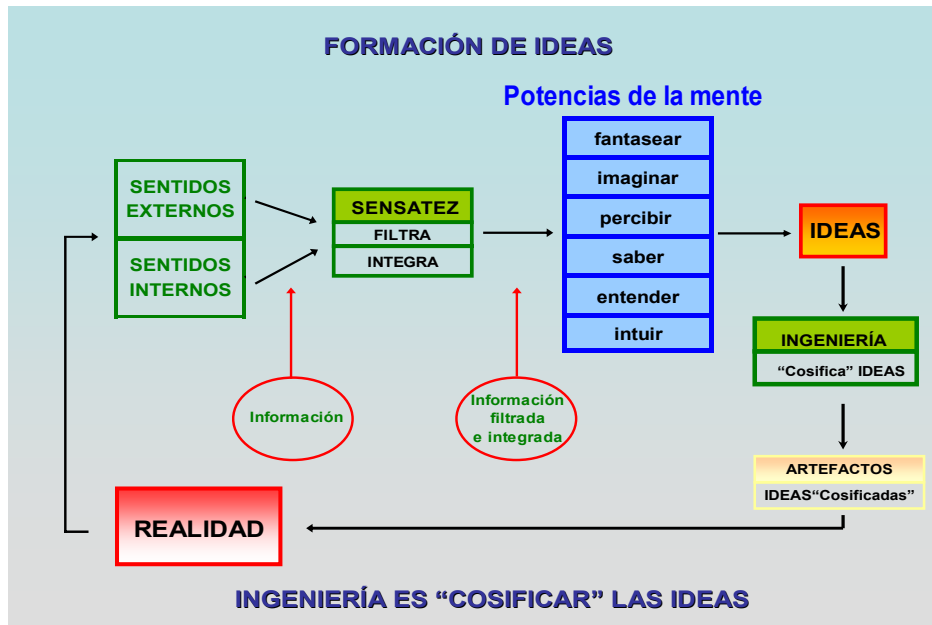 FORMACIÓN DE IDEAS
Potencias de la mente
fantasear
imaginar
percibir
saber
entender
intuir
SENTIDOS
EXTERNOS
SENTIDOS
INTERNOS
SENSATEZ
FILTRA
INTEGRA
IDEAS
INGENIERÍA
“Cosifica” IDEAS
Información
Información
filtrada
e integrada
ARTEFACTOS
IDEAS“Cosificadas”
REALIDAD
INGENIERÍA ES “COSIFICAR” LAS IDEAS